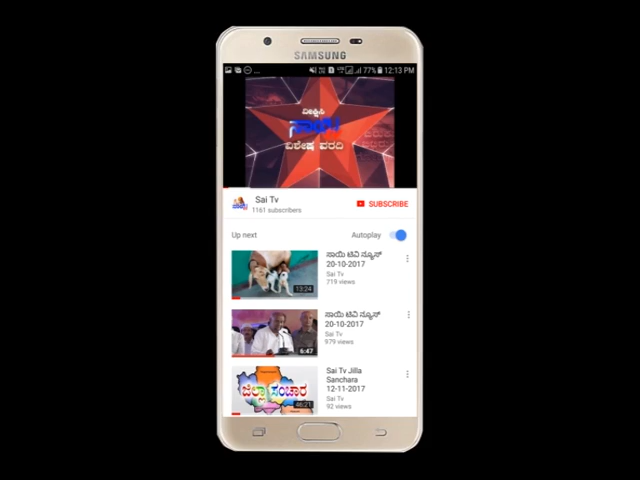 SAMSUNG
77% 12:13 PM
ವೀಕ್ಷಿಸಿ
ಸಾಯಿ
ವಿಶೇಷ ವರದಿ
Sai Tv
1161 subscribers
SUBSCRIBE
Up next
Autoplay
ಸಾಯಿ ಟಿವಿ ನ್ಯೂಸ್
20-10-2017
Sai Tv
719 views
13:24
ಸಾಯಿ ಟಿವಿ ನ್ಯೂಸ್
20-10-2017
Sai Tv
979 views
6:47
Sai Tv Jilla
Sanchara
12-11-2017
Sai Tv
92 views
ಜಿಲ್ಲಾ ಸಂಚಾರ
46:21